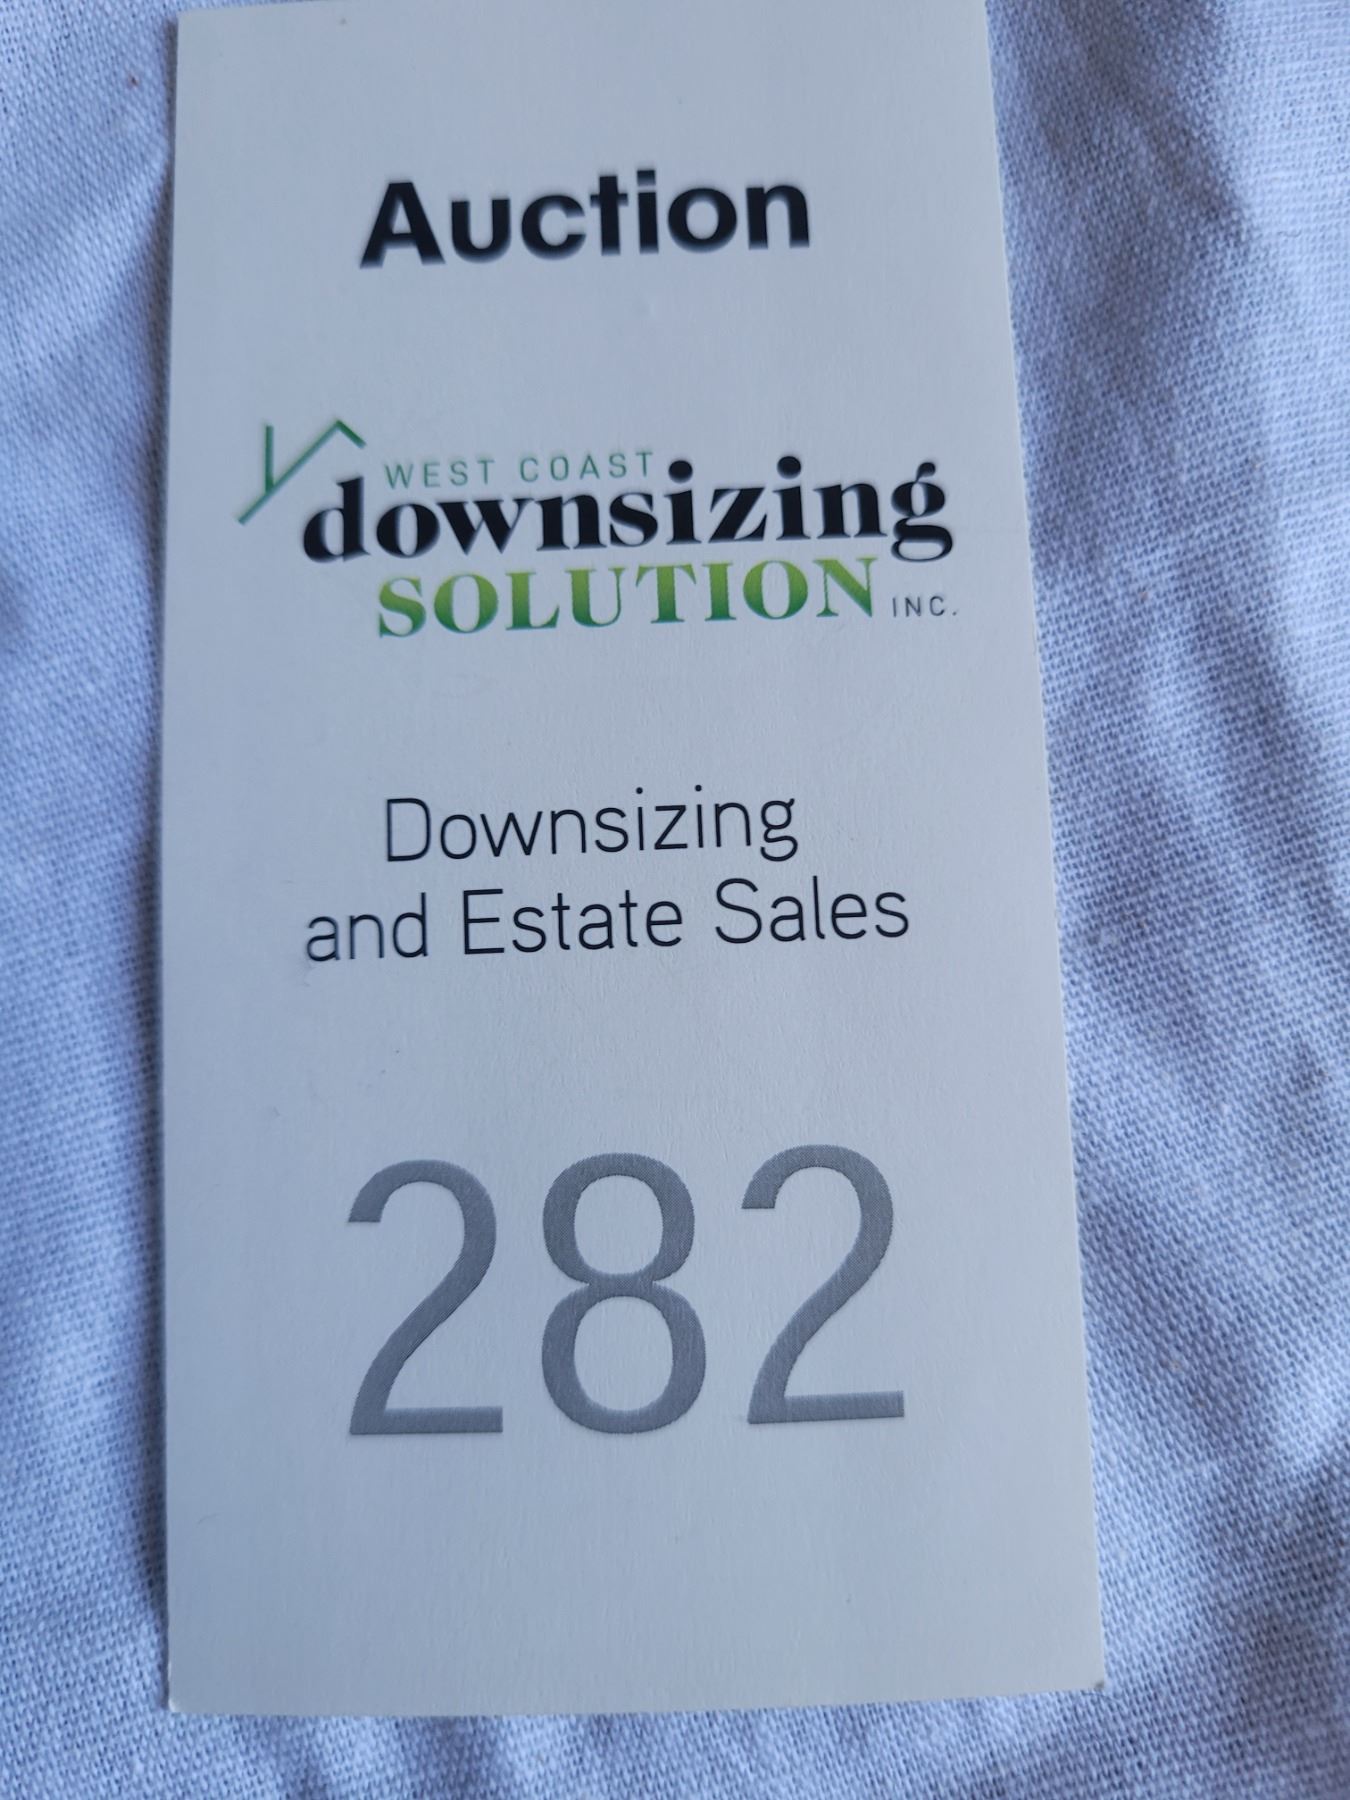 Auction
WEST COAST
downsizing
SOLUTION INC.
Downsizing
and Estate Sales
282